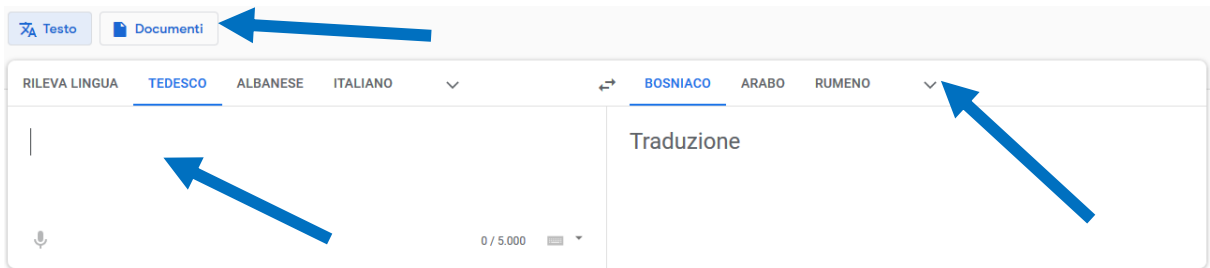 Testo Documenti
RILEVA LINGUA TEDESCO ALBANESE ITALIANO BOSNIACO ARABO RUMENO
Traduzione
0 / 5.000